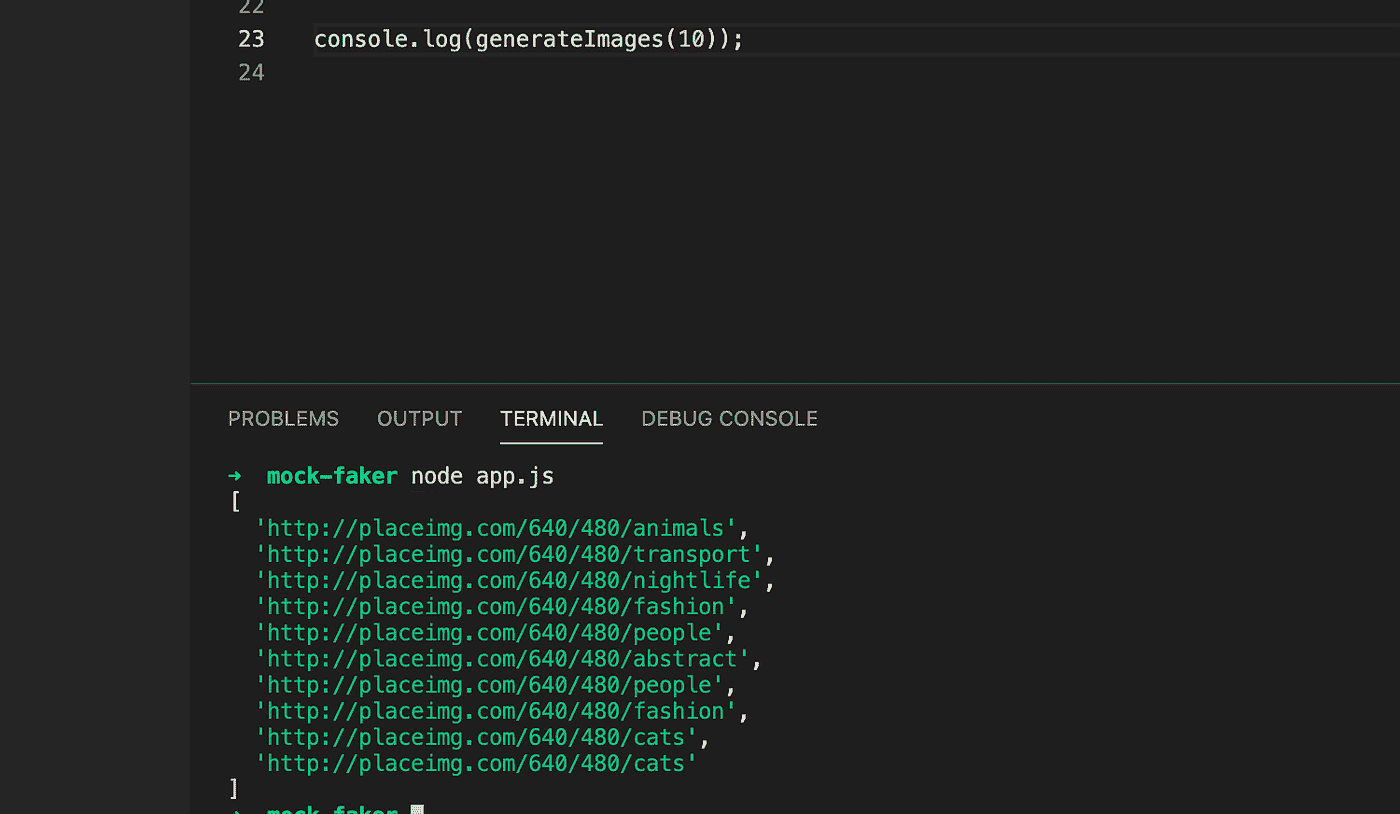 22
23 console.log(generateImages(10));
24
PROBLEMS OUTPUT TERMINAL DEBUG CONSOLE
➜ mock-faker node app.js
[
'http://placeimg.com/640/480/animals',
'http://placeimg.com/640/480/transport',
'http://placeimg.com/640/480/nightlife',
'http://placeimg.com/640/480/fashion',
'http://placeimg.com/640/480/people',
'http://placeimg.com/640/480/abstract',
'http://placeimg.com/640/480/people',
'http://placeimg.com/640/480/fashion',
'http://placeimg.com/640/480/cats',
'http://placeimg.com/640/480/cats'
]
➜ mock-faker